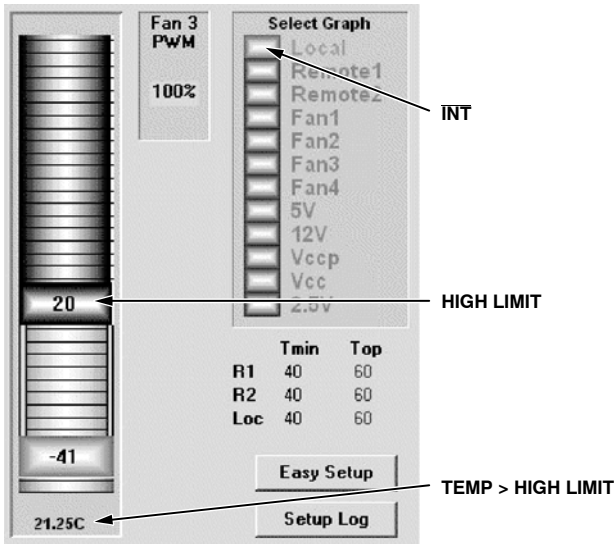 Fan 3
PWM
100%
Select Graph
Local
Remote1
Remote2
Fan1
Fan2
Fan3
Fan4
5V
12V
Vccp
Vcc
2.5V
INT
20
HIGH LIMIT
Tmin Top
R1 40 60
R2 40 60
Loc 40 60
-41
Easy Setup
TEMP > HIGH LIMIT
21.25C
Setup Log